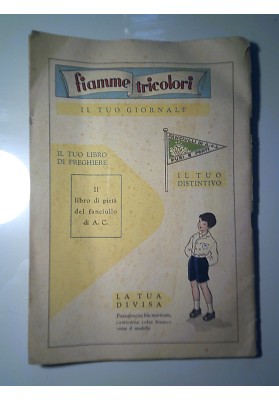 fiamme tricolori
IL TUO GIORNALE
IL TUO LIBRO
DI PREGHIERE
Il
libro di pietà
del fanciullo
di A. C.
FANCIULLI
IL TUO
DISTINTIVO
LA TUA
DIVISA